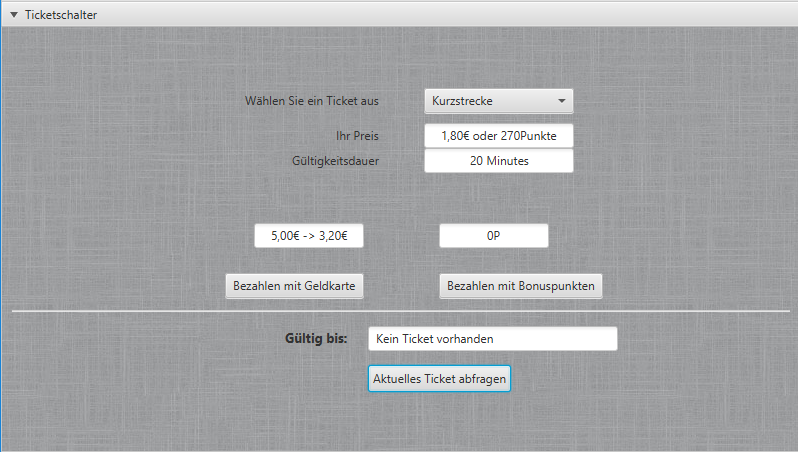 Ticketschalter
Wählen Sie ein Ticket aus Kurzstrecke
Ihr Preis 1,80€ oder 270Punkte
Gültigkeitsdauer 20 Minutes
5,00€ -> 3,20€ 0P
Bezahlen mit Geldkarte Bezahlen mit Bonuspunkten
Gültig bis: Kein Ticket vorhanden
Aktuelles Ticket abfragen